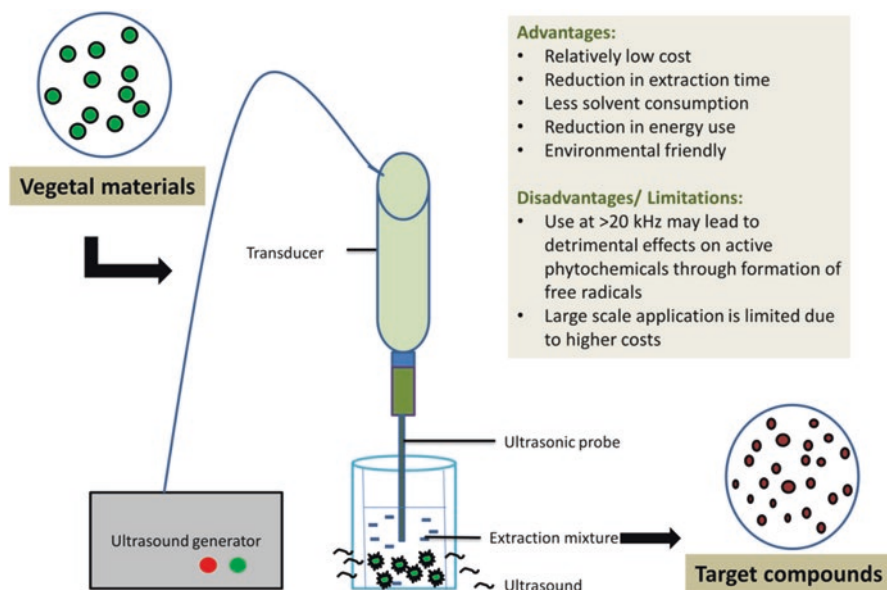 Vegetal materials
Transducer
Ultrasound generator
Advantages:
• Relatively low cost
• Reduction in extraction time
• Less solvent consumption
• Reduction in energy use
• Environmental friendly
Disadvantages/ Limitations:
• Use at >20 kHz may lead to
detrimental effects on active
phytochemicals through formation of
free radicals
• Large scale application is limited due
to higher costs
Ultrasonic probe
Extraction mixture
Ultrasound
Target compounds